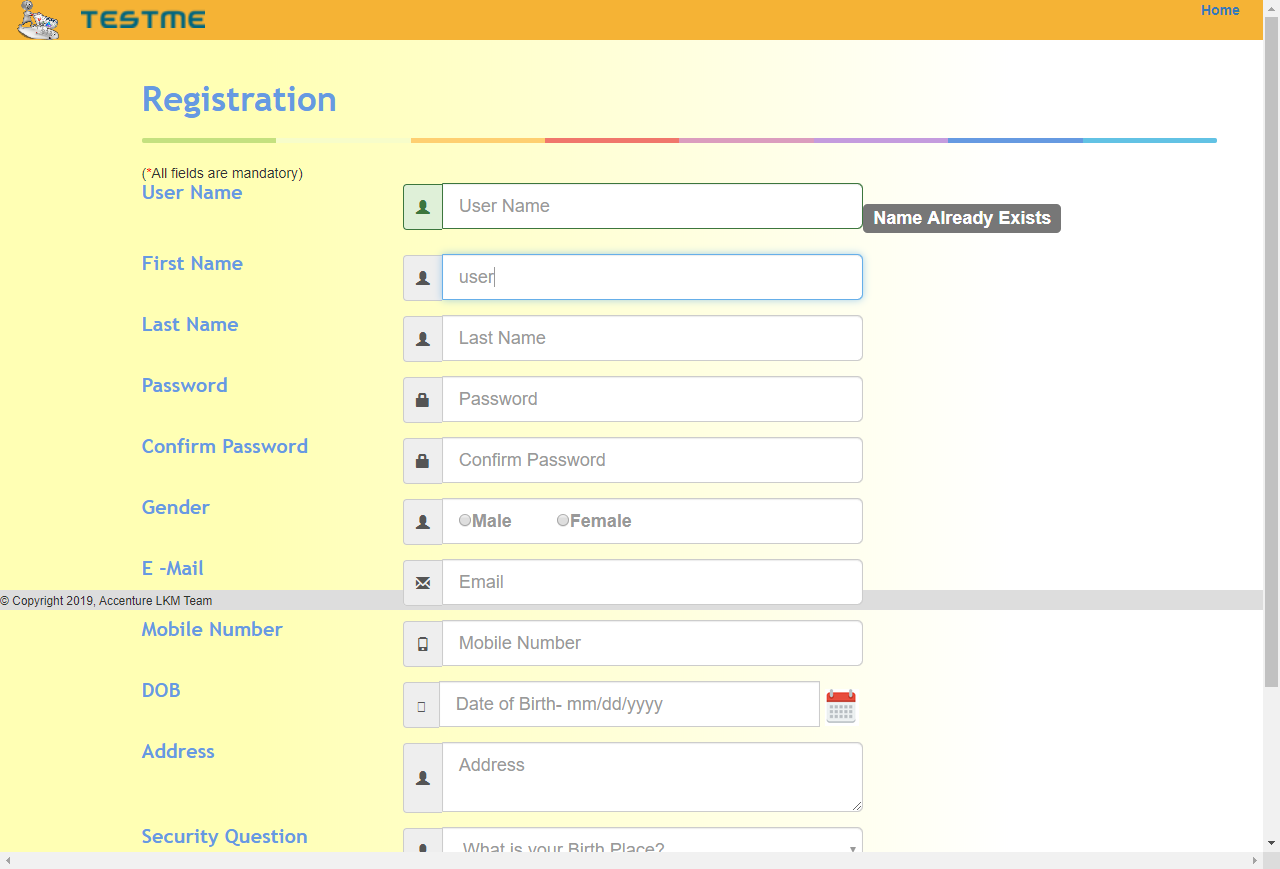 TESTME
Home
Registration
(*All fields are mandatory)
User Name
User Name
Name Already Exists
First Name
user
Last Name
Last Name
Password
Password
Confirm Password
Confirm Password
Gender
Male Female
E -Mail
Email
© Copyright 2019, Accenture LKM Team
Mobile Number
Mobile Number
DOB
Date of Birth- mm/dd/yyyy
Address
Address
Security Question
What is your Birth Place?